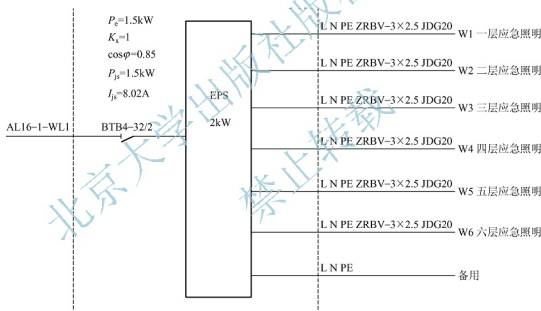 Pe=1.5kW
Kx=1
cosφ=0.85
Pjs=1.5kW
Ijs=8.02A
AL16-1-WL1
BTB4-32/2
EPS
2kW
L N PE ZRBV-3×2.5 JDG20
W1 一层应急照明
L N PE ZRBV-3×2.5 JDG20
W2 二层应急照明
L N PE ZRBV-3×2.5 JDG20
W3 三层应急照明
L N PE ZRBV-3×2.5 JDG20
W4 四层应急照明
L N PE ZRBV-3×2.5 JDG20
W5 五层应急照明
L N PE ZRBV-3×2.5 JDG20
W6 六层应急照明
L N PE
备用
北京大学出版社版权
禁止转载